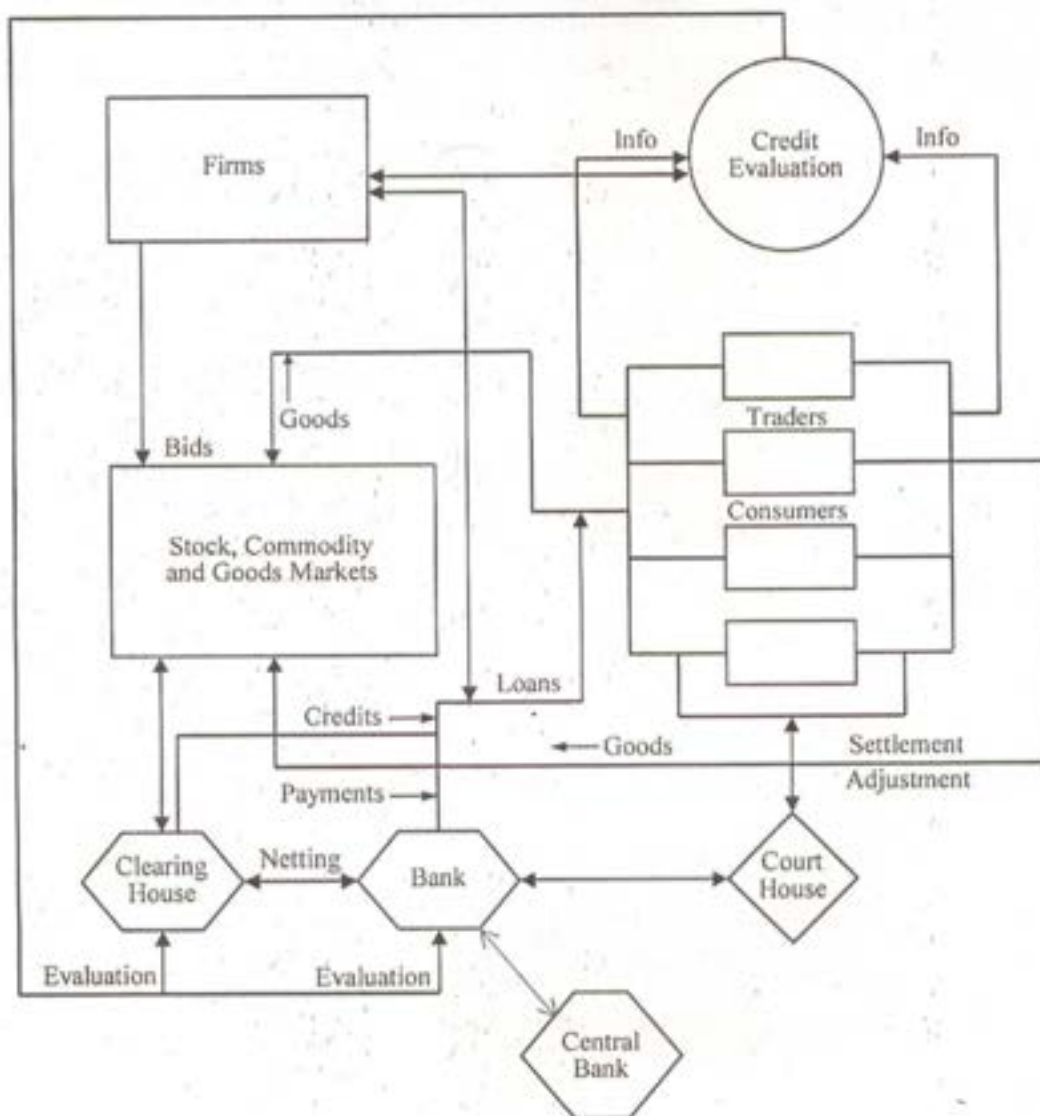 Info
Credit
Evaluation
Info
Firms
Goods
Traders
Bids
Consumers
Stock, Commodity
and Goods Markets
Loans
Credits
Goods
Settlement
Payments
Adjustment
Clearing
House
Netting
Bank
Court
House
Evaluation
Evaluation
Central
Bank